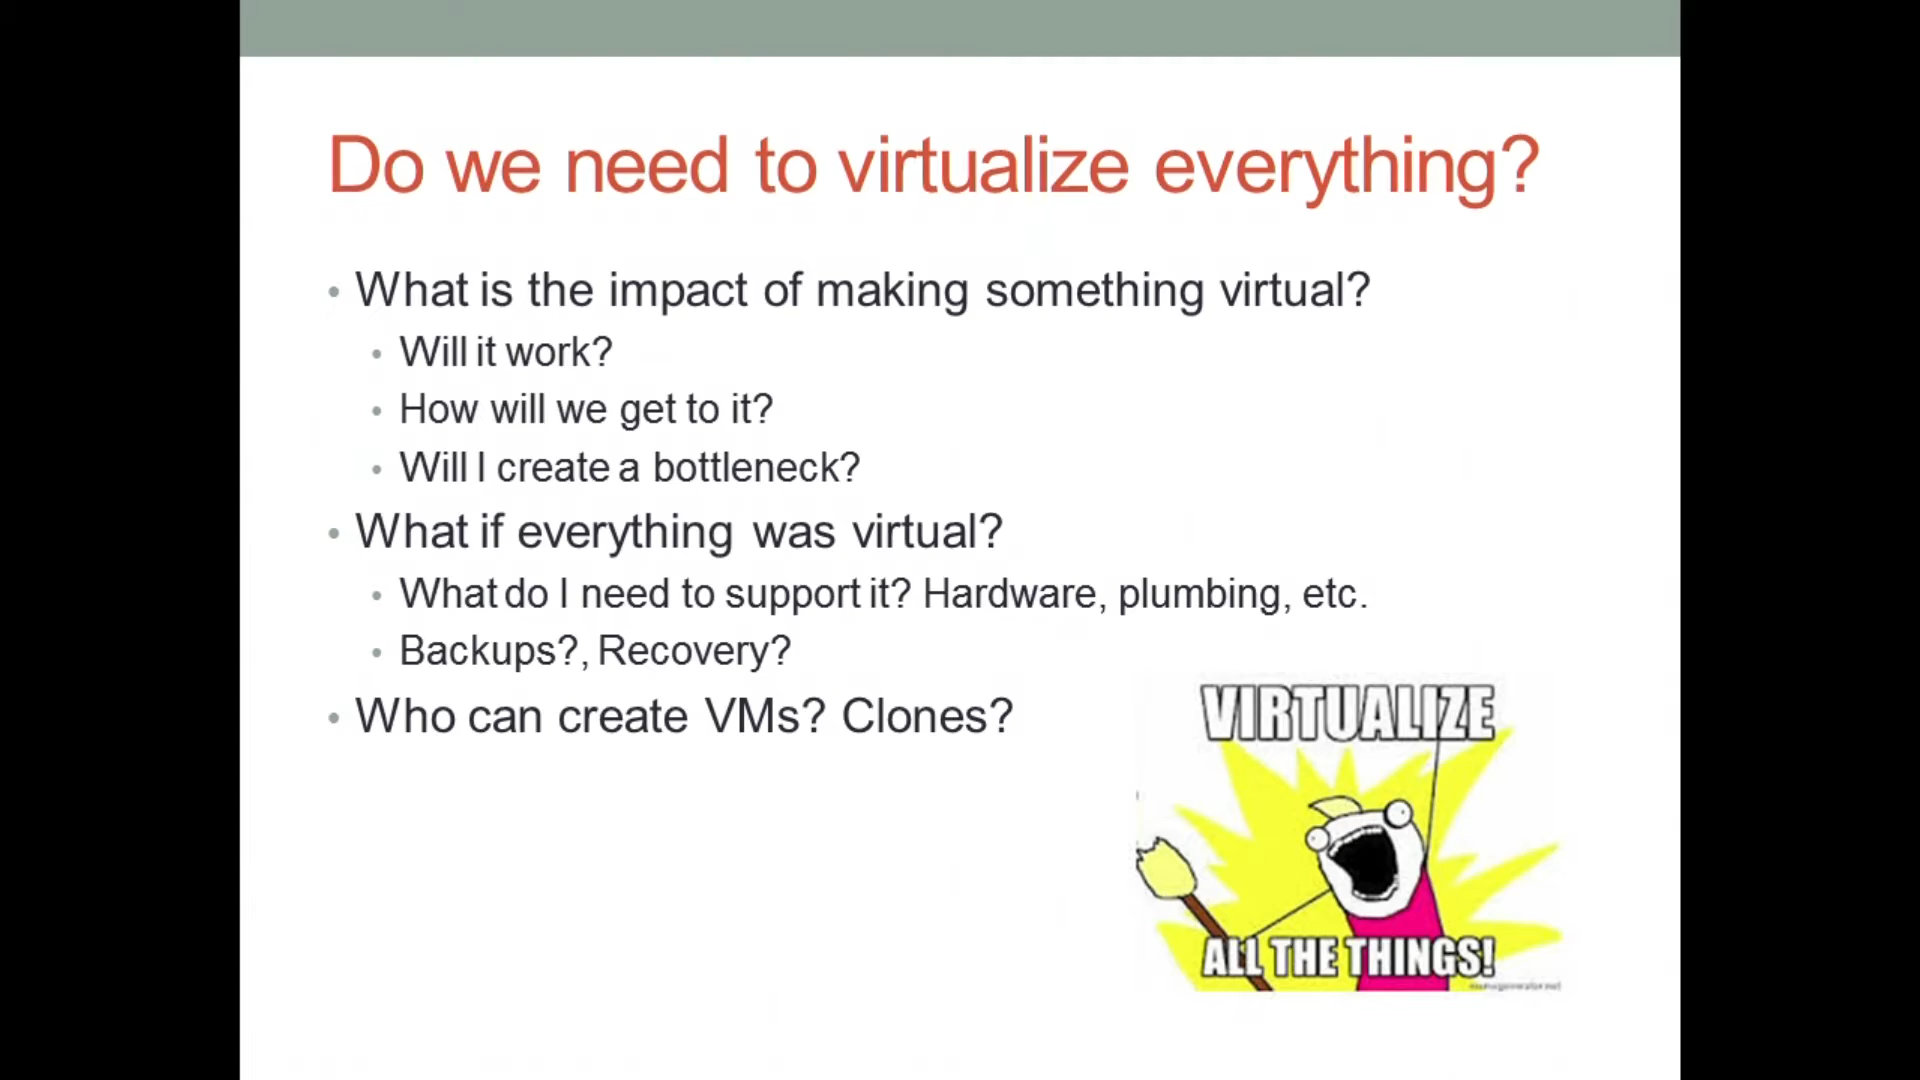 Do we need to virtualize everything?
• What is the impact of making something virtual?
• Will it work?
• How will we get to it?
• Will I create a bottleneck?
• What if everything was virtual?
• What do I need to support it? Hardware, plumbing, etc.
• Backups?, Recovery?
• Who can create VMs? Clones?
VIRTUALIZE
ALL THE THINGS!